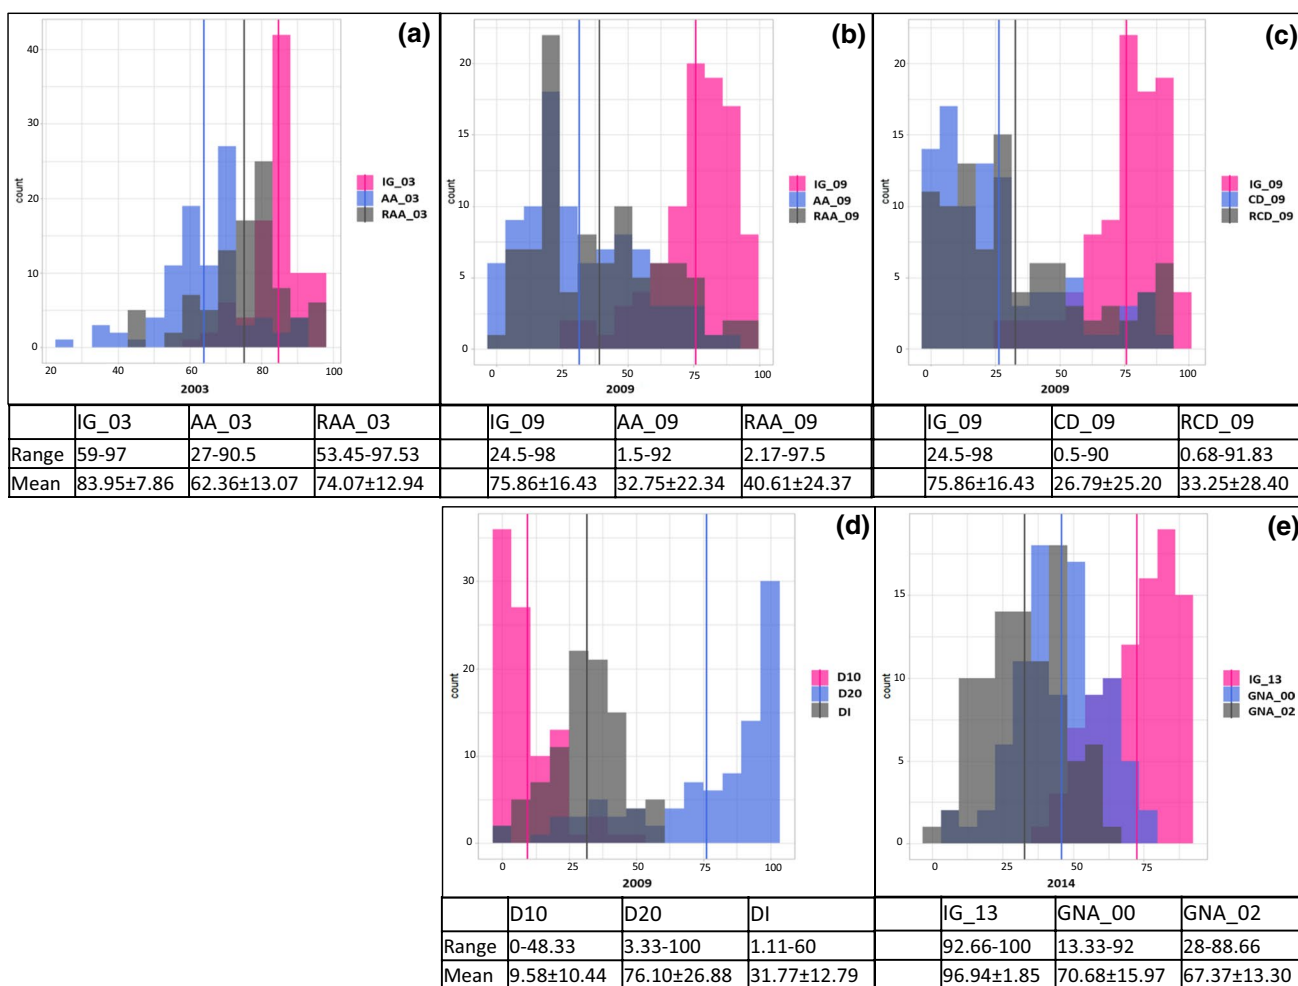 (a)
40
30
20
10
0
count
20 40 60 80 100
2003
IG_03
AA_03
RAA_03
(b)
20
15
10
5
0
count
0 25 50 75 100
2009
IG_09
AA_09
RAA_09
(c)
20
15
10
5
0
count
0 25 50 75 100
2009
IG_09
CD_09
RCD_09
IG_03 AA_03 RAA_03 IG_09 AA_09 RAA_09 IG_09 CD_09 RCD_09
Range 59-97 27-90.5 53.45-97.53 24.5-98 1.5-92 2.17-97.5 24.5-98 0.5-90 0.68-91.83
Mean 83.95±7.86 62.36±13.07 74.07±12.94 75.86±16.43 32.75±22.34 40.61±24.37 75.86±16.43 26.79±25.20 33.25±28.40
(d)
30
20
10
0
count
0 25 50 75 100
2009
D10
D20
DI
(e)
15
10
5
0
count
0 25 50 75
2014
IG_13
GNA_00
GNA_02
D10 D20 DI IG_13 GNA_00 GNA_02
Range 0-48.33 3.33-100 1.11-60 92.66-100 13.33-92 28-88.66
Mean 9.58±10.44 76.10±26.88 31.77±12.79 96.94±1.85 70.68±15.97 67.37±13.30